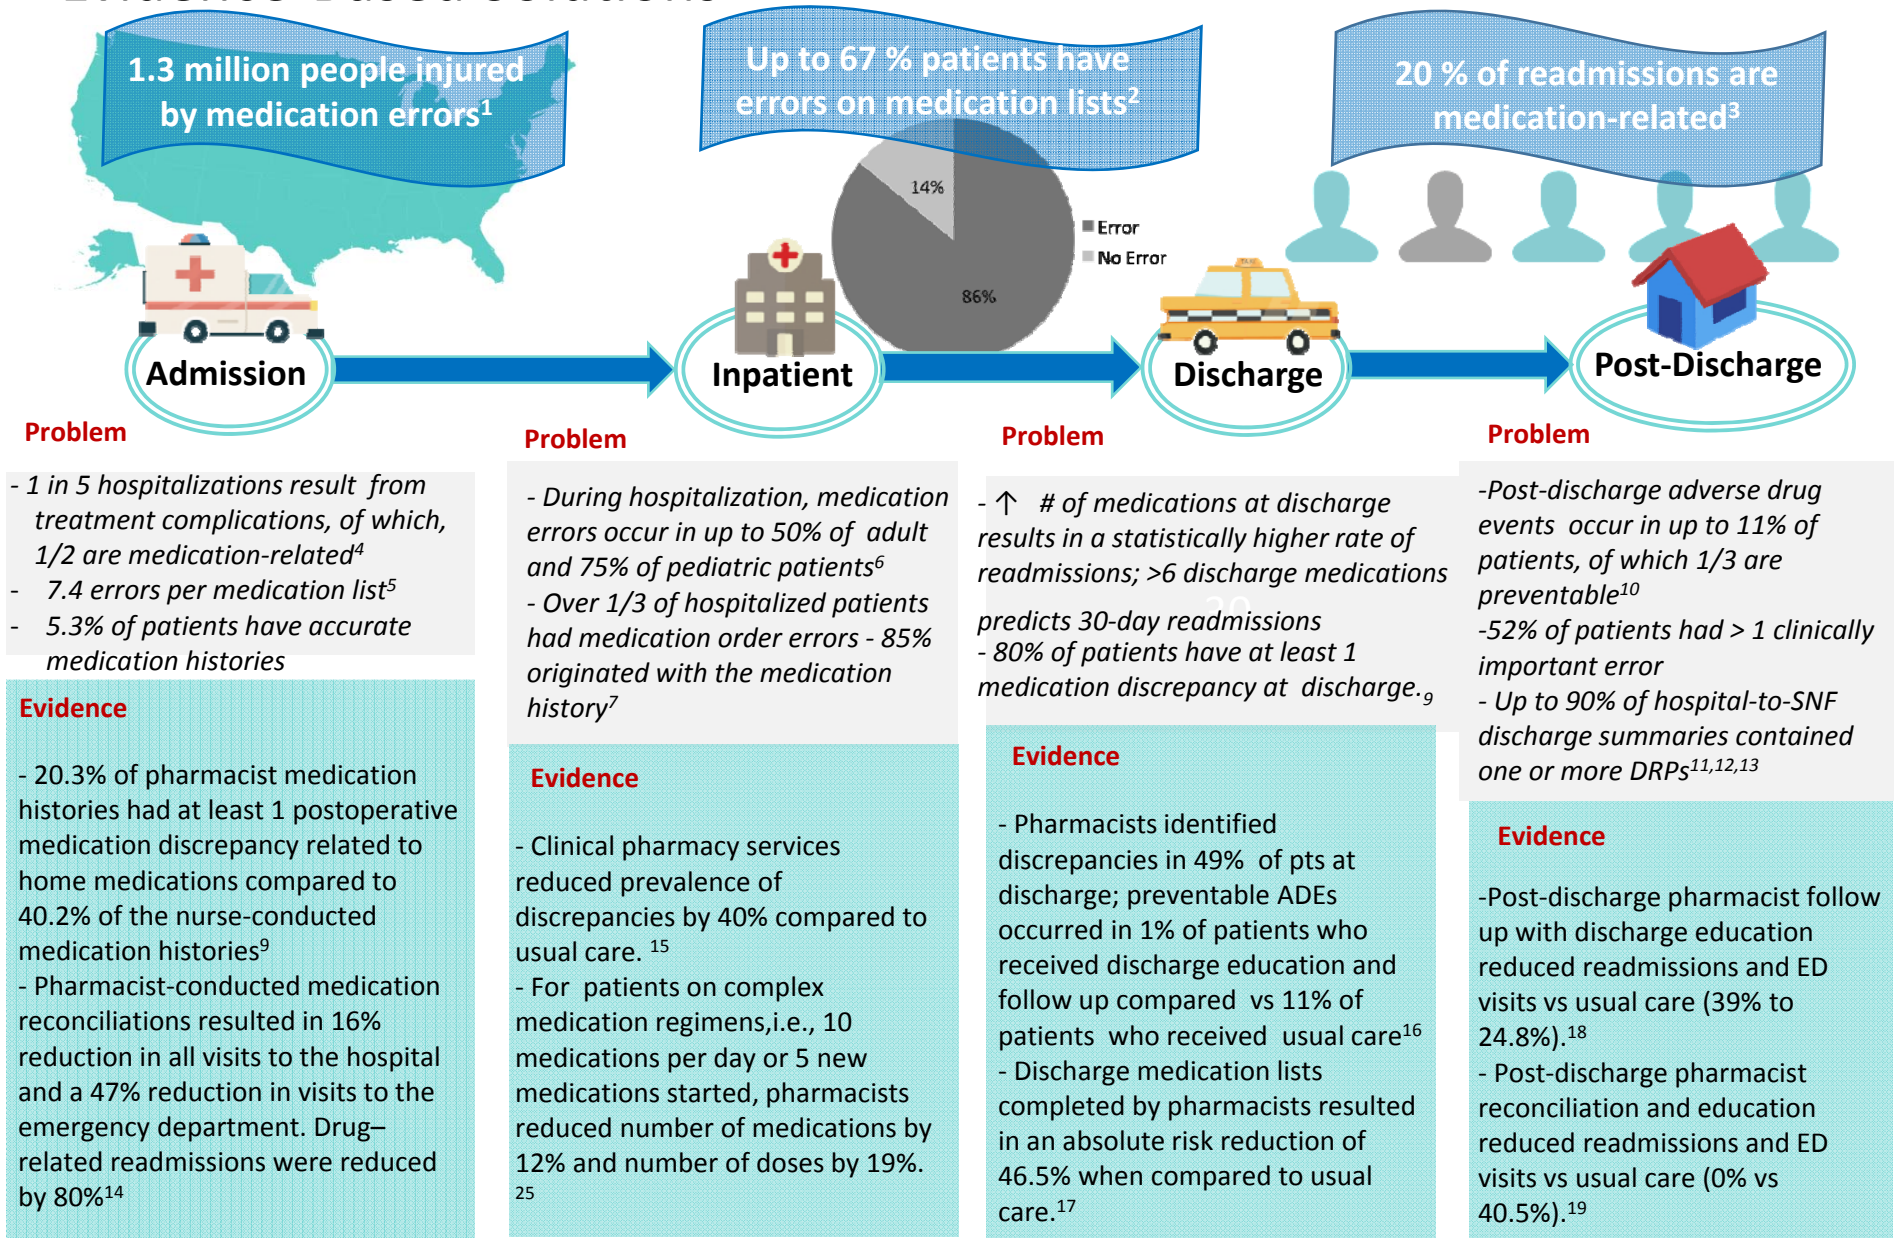 Evidence-Based Solutions
1.3 million people injured
by medication errors1
Up to 67 % patients have
errors on medication lists2
20 % of readmissions are
medication-related3
14%
86%
Error
No Error
TAXI
Admission
Inpatient
Discharge
Post-Discharge
Problem
- 1 in 5 hospitalizations result from
treatment complications, of which,
1/2 are medication-related4
- 7.4 errors per medication list5
- 5.3% of patients have accurate
medication histories
Evidence
- 20.3% of pharmacist medication
histories had at least 1 postoperative
medication discrepancy related to
home medications compared to
40.2% of the nurse-conducted
medication histories9
- Pharmacist-conducted medication
reconciliations resulted in 16%
reduction in all visits to the hospital
and a 47% reduction in visits to the
emergency department. Drug–
related readmissions were reduced
by 80%14
Problem
- During hospitalization, medication
errors occur in up to 50% of adult
and 75% of pediatric patients6
- Over 1/3 of hospitalized patients
had medication order errors - 85%
originated with the medication
history7
Evidence
- Clinical pharmacy services
reduced prevalence of
discrepancies by 40% compared to
usual care. 15
- For patients on complex
medication regimens,i.e., 10
medications per day or 5 new
medications started, pharmacists
reduced number of medications by
12% and number of doses by 19%.
25
Problem
- ↑ # of medications at discharge
results in a statistically higher rate of
readmissions; >6 discharge medications
30
predicts 30-day readmissions
- 80% of patients have at least 1
medication discrepancy at discharge.9
Evidence
- Pharmacists identified
discrepancies in 49% of pts at
discharge; preventable ADEs
occurred in 1% of patients who
received discharge education and
follow up compared vs 11% of
patients who received usual care16
- Discharge medication lists
completed by pharmacists resulted
in an absolute risk reduction of
46.5% when compared to usual
care.17
Problem
-Post-discharge adverse drug
events occur in up to 11% of
patients, of which 1/3 are
preventable10
-52% of patients had > 1 clinically
important error
- Up to 90% of hospital-to-SNF
discharge summaries contained
one or more DRPs11,12,13
Evidence
-Post-discharge pharmacist follow
up with discharge education
reduced readmissions and ED
visits vs usual care (39% to
24.8%).18
- Post-discharge pharmacist
reconciliation and education
reduced readmissions and ED
visits vs usual care (0% vs
40.5%).19